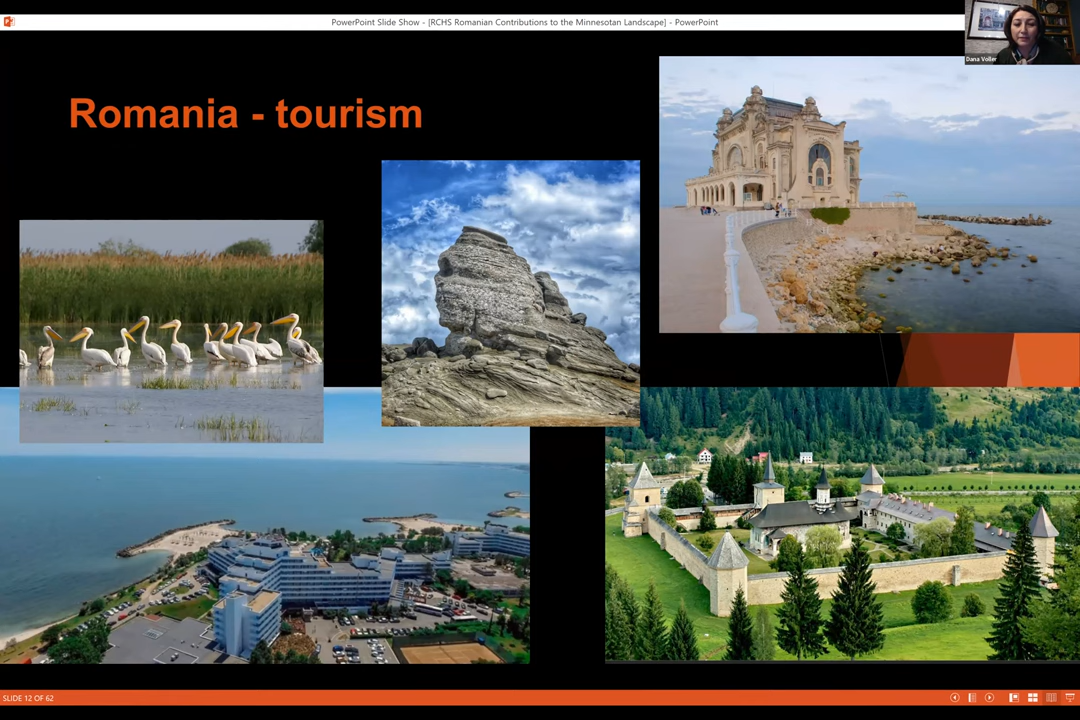 PowerPoint Slide Show - [RCHS Romanian Contributions to the Minnesotan Landscape] - PowerPoint
Dana Voller
Romania - tourism
SLIDE 12 OF 62